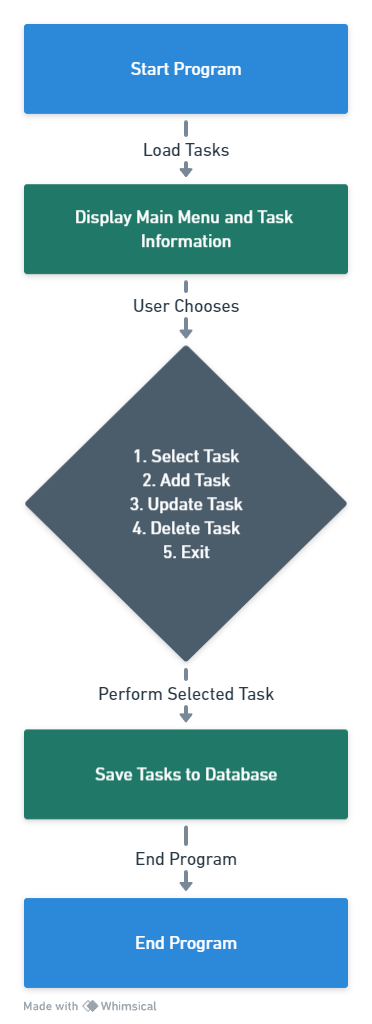 Start Program
Load Tasks
Display Main Menu and Task
Information
User Chooses
1. Select Task
2. Add Task
3. Update Task
4. Delete Task
5. Exit
Perform Selected Task
Save Tasks to Database
End Program
End Program
Made with Whimsical